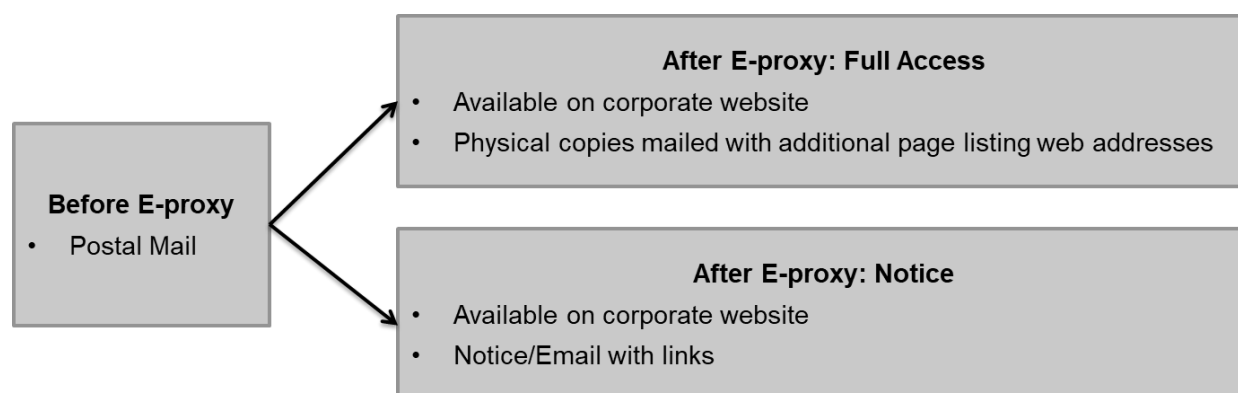 Before E-proxy
• Postal Mail
After E-proxy: Full Access
• Available on corporate website
• Physical copies mailed with additional page listing web addresses
After E-proxy: Notice
• Available on corporate website
• Notice/Email with links